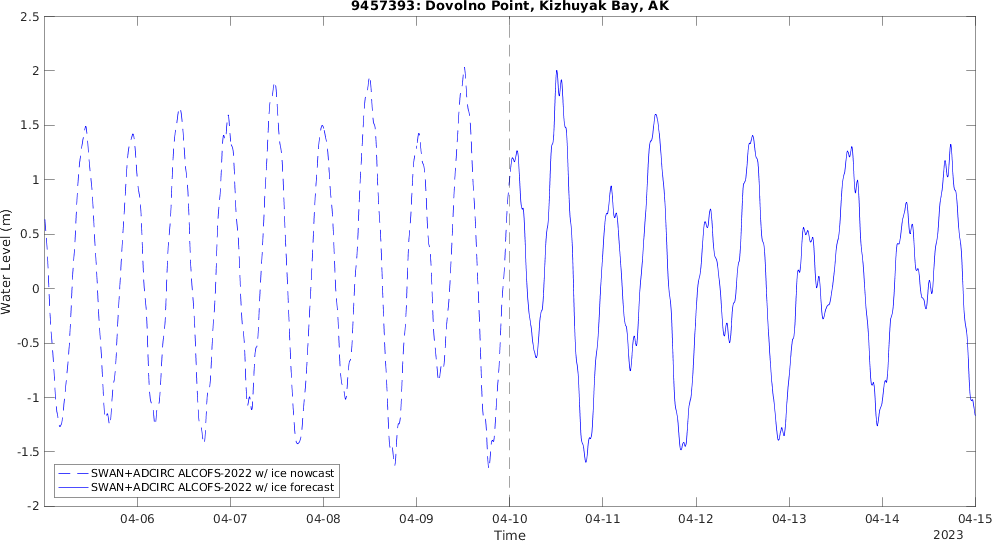 9457393: Dovolno Point, Kizhuyak Bay, AK
2.5
2
1.5
1
0.5
0
-0.5
-1
-1.5
-2
Water Level (m)
SWAN+ADCIRC ALCOFS-2022 w/ ice nowcast
SWAN+ADCIRC ALCOFS-2022 w/ ice forecast
04-06 04-07 04-08 04-09 04-10 04-11 04-12 04-13 04-14 04-15
Time
2023